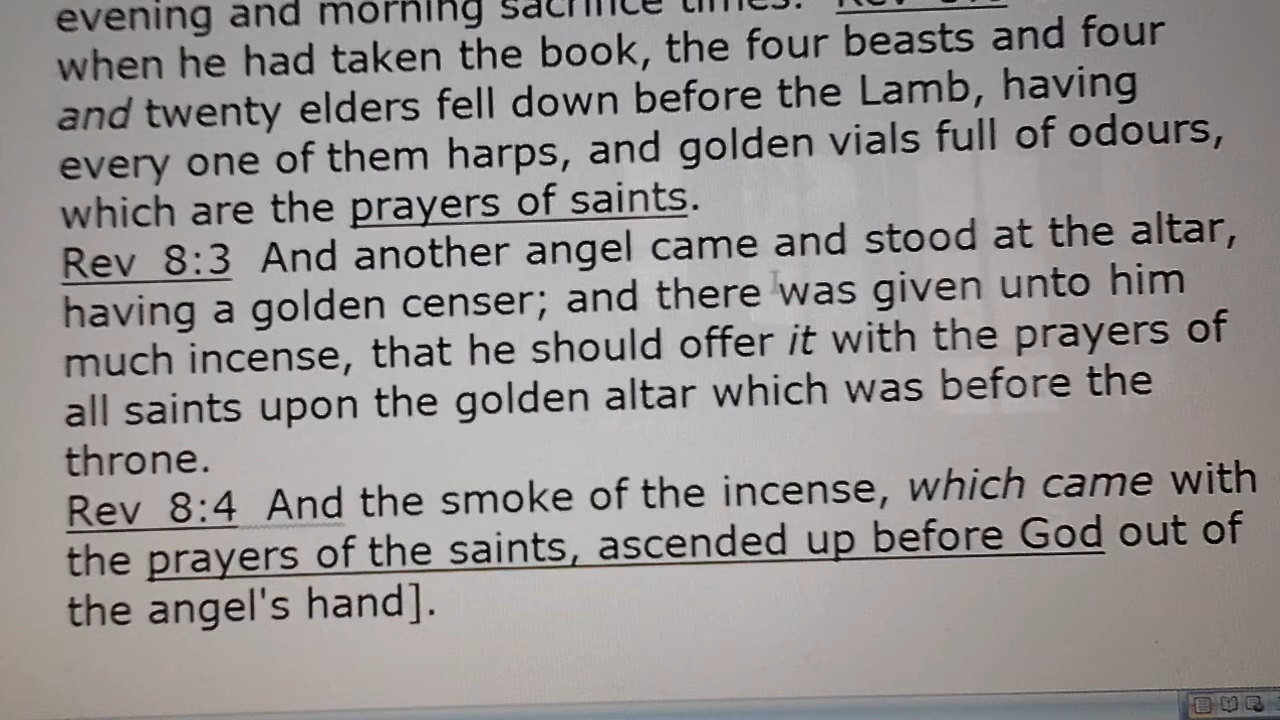 evening and morning sacrifice times. Rev
when he had taken the book, the four beasts and four
and twenty elders fell down before the Lamb, having
every one of them harps, and golden vials full of odours,
which are the prayers of saints.
Rev 8:3 And another angel came and stood at the altar,
having a golden censer; and there was given unto him
much incense, that he should offer it with the prayers of
all saints upon the golden altar which was before the
throne.
Rev 8:4 And the smoke of the incense, which came with
the prayers of the saints, ascended up before God out of
the angel's hand].